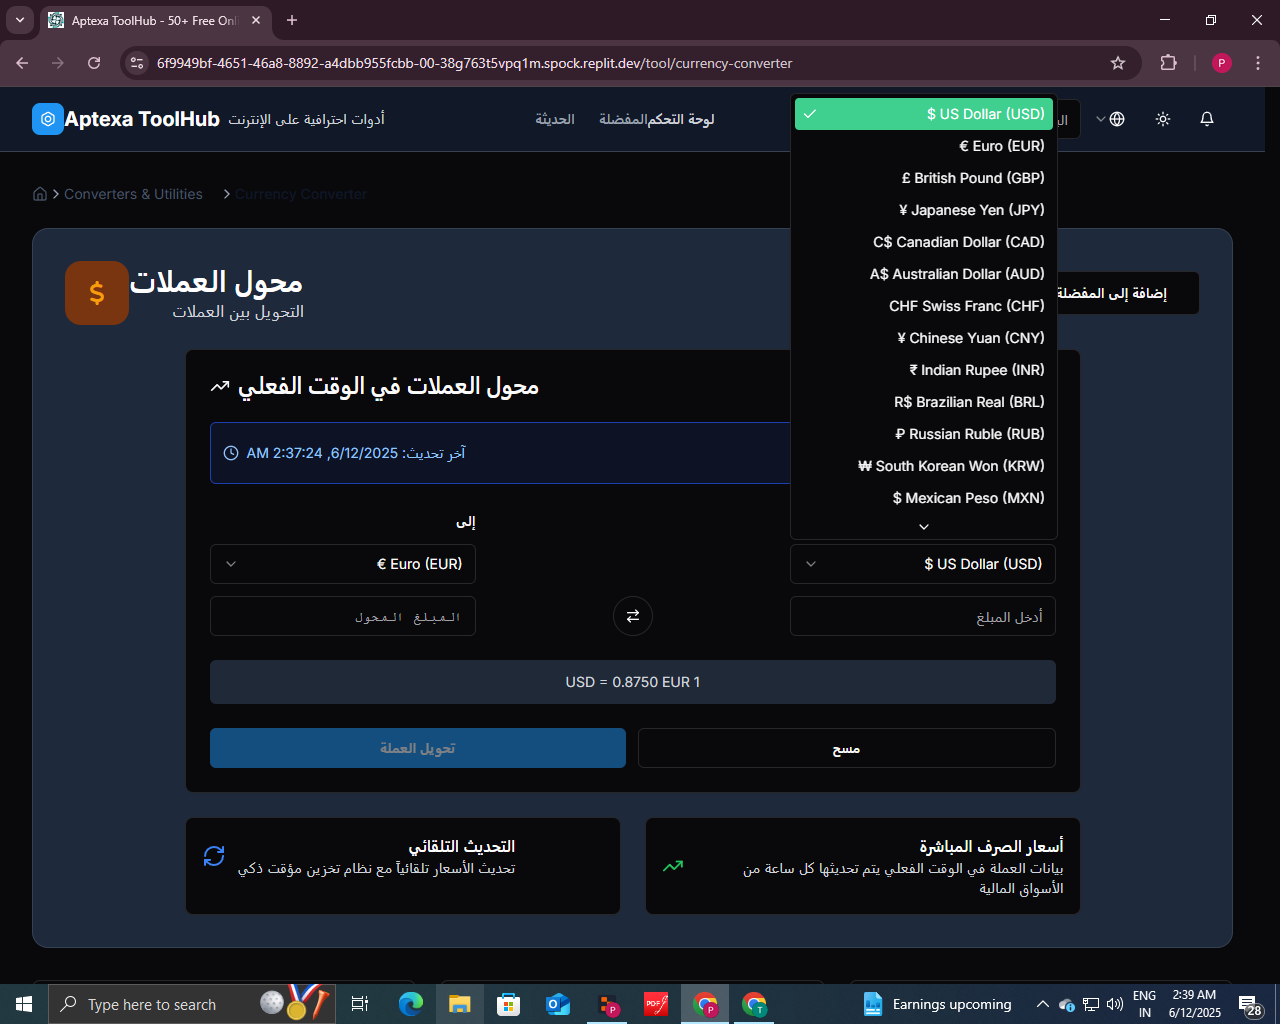 Aptexa ToolHub - 50+ Free Onl
6f9949bf-4651-46a8-8892-a4dbb955fcbb-00-38g763t5vpq1m.spock.replit.dev/tool/currency-converter
P
Aptexa ToolHub
أدوات احترافية على الإنترنت
الحديثة
المفضلة
لوحة التحكم
Converters & Utilities
Currency Converter
$ US Dollar (USD)
€ Euro (EUR)
£ British Pound (GBP)
¥ Japanese Yen (JPY)
C$ Canadian Dollar (CAD)
A$ Australian Dollar (AUD)
CHF Swiss Franc (CHF)
¥ Chinese Yuan (CNY)
₹ Indian Rupee (INR)
R$ Brazilian Real (BRL)
₽ Russian Ruble (RUB)
₩ South Korean Won (KRW)
$ Mexican Peso (MXN)
$
محول العملات
التحويل بين العملات
إضافة إلى المفضلة
محول العملات في الوقت الفعلي
آخر تحديث: 6/12/2025, 2:37:24 AM
إلى
€ Euro (EUR)
$ US Dollar (USD)
المبلغ المحول
أدخل المبلغ
USD = 0.8750 EUR 1
تحويل العملة
مسح
التحديث التلقائي
تحديث الأسعار تلقائياً مع نظام تخزين مؤقت ذكي
أسعار الصرف المباشرة
بيانات العملة في الوقت الفعلي يتم تحديثها كل ساعة من
الأسواق المالية
Type here to search
PDF
P
P
T
Earnings upcoming
ENG
IN
2:39 AM
6/12/2025
28